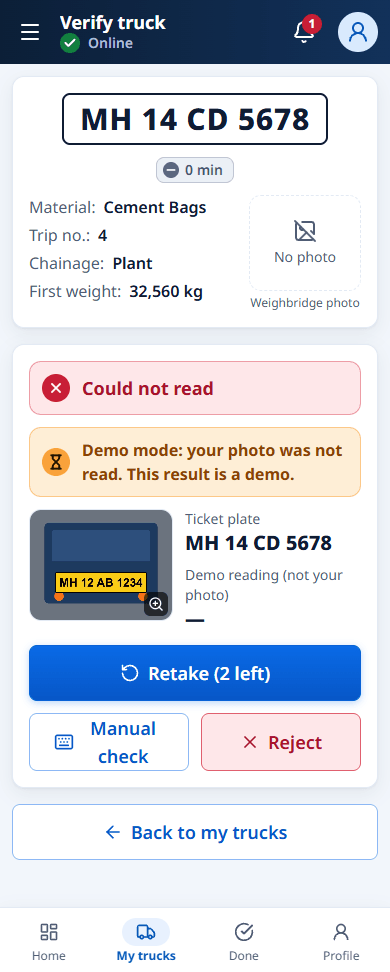 Verify truck
Online
1
MH 14 CD 5678
0 min
Material: Cement Bags
Trip no.: 4
Chainage: Plant
First weight: 32,560 kg
No photo
Weighbridge photo
Could not read
Demo mode: your photo was not
read. This result is a demo.
MH 12 AB 1234
Ticket plate
MH 14 CD 5678
Demo reading (not your
photo)
—
Retake (2 left)
Manual
check
Reject
Back to my trucks
Home
My trucks
Done
Profile